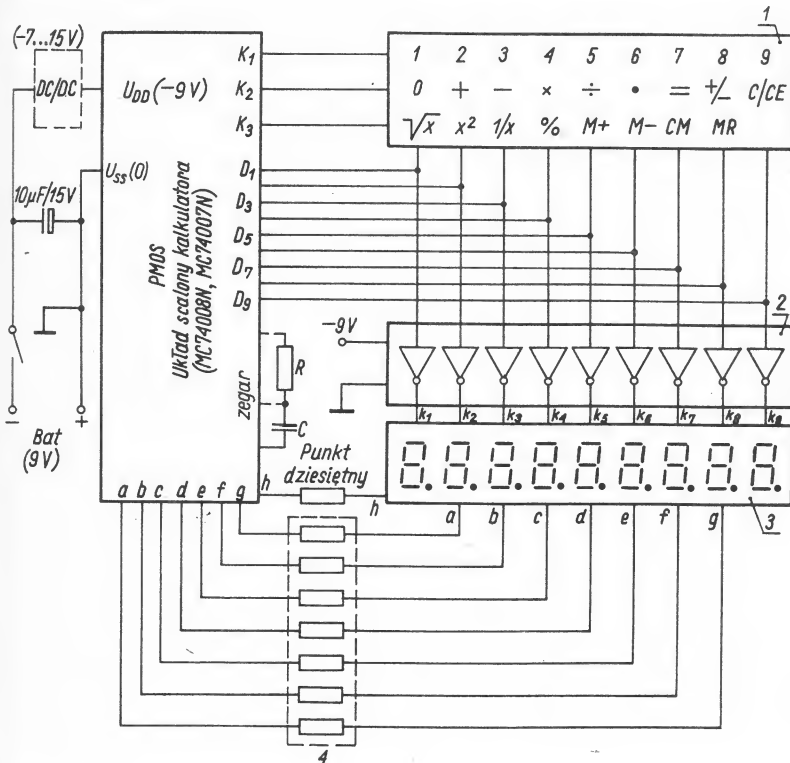 (-7...15V)
DC/DC
U_DD (-9V)
U_SS (0)
10µF/15V
Bat
(9V)
−
+
PMOS
Układ scalony kalkulatora
(MC74008N, MC74007N)
K1
K2
K3
D1
D3
D5
D7
D9
zegar
R
C
1
1 2 3 4 5 6 7 8 9
0 + − × ÷ • = +/− C/CE
√x x² 1/x % M+ M− CM MR
−9V
2
k1 k2 k3 k4 k5 k6 k7 k8 k9
Punkt
dziesiętny
h
h
3
a b c d e f g
a b c d e f g
4